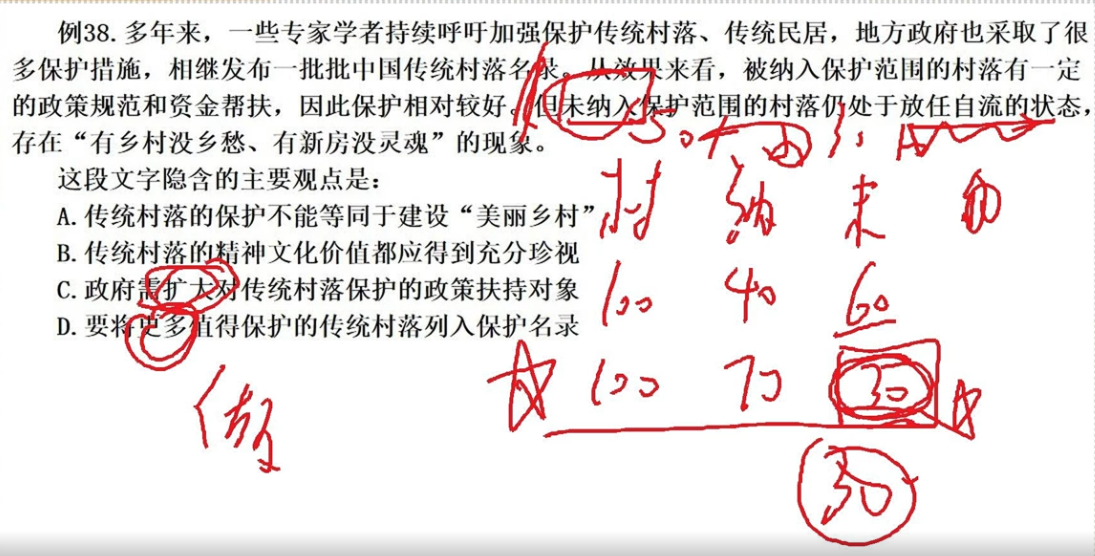 例38.多年来，一些专家学者持续呼吁加强保护传统村落、传统民居，地方政府也采取了很
多保护措施，相继发布一批批中国传统村落名录。从效果来看，被纳入保护范围的村落有一定
的政策规范和资金帮扶，因此保护相对较好。但未纳入保护范围的村落仍处于放任自流的状态，
存在“有乡村没乡愁、有新房没灵魂”的现象。
这段文字隐含的主要观点是：
A.传统村落的保护不能等同于建设“美丽乡村”
村 纳 未
B.传统村落的精神文化价值都应得到充分珍视
C.政府需扩大对传统村落保护的政策扶持对象
100 40 60
D.要将更多值得保护的传统村落列入保护名录
100 70 30
30